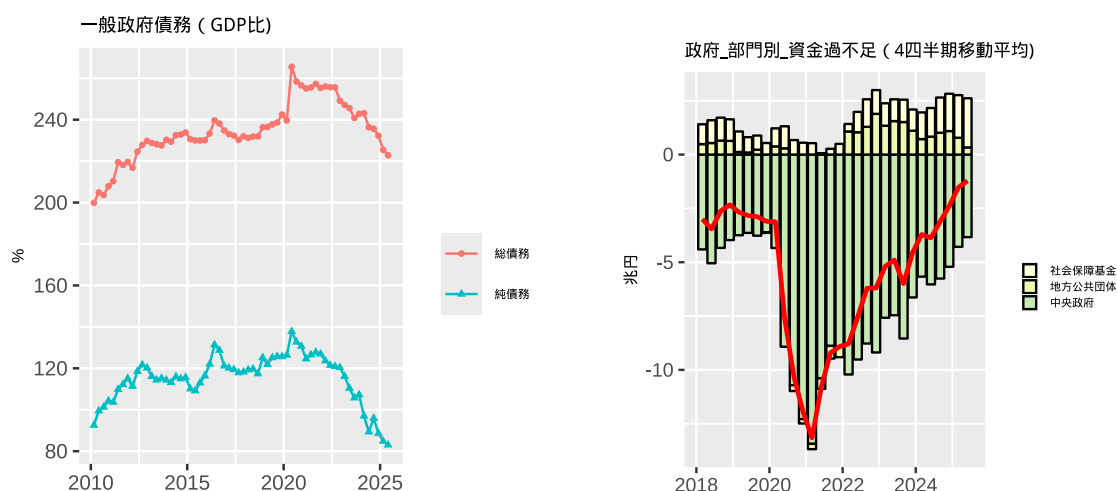 一般政府債務（GDP比)
%
240
200
160
120
80
2010 2015 2020 2025
総債務
純債務
政府_部門別_資金過不足（4四半期移動平均)
兆円
0
-5
-10
2018 2020 2022 2024
社会保障基金
地方公共団体
中央政府